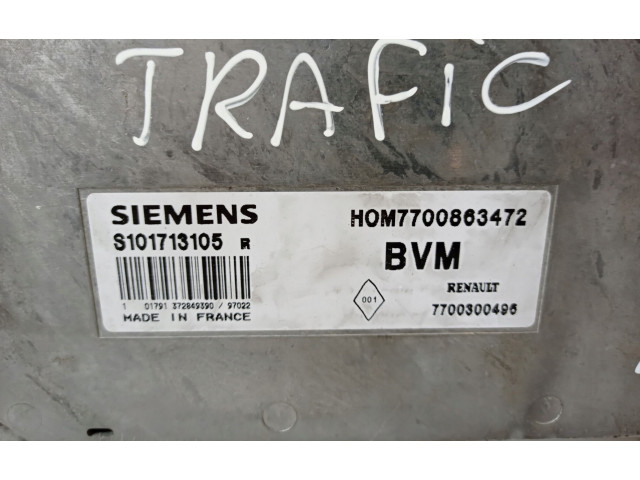 TRAFIC
SIEMENS
S101713105 R
1 01791 372849390 / 97022
MADE IN FRANCE
HOM7700863472
BVM
001
RENAULT
7700300496